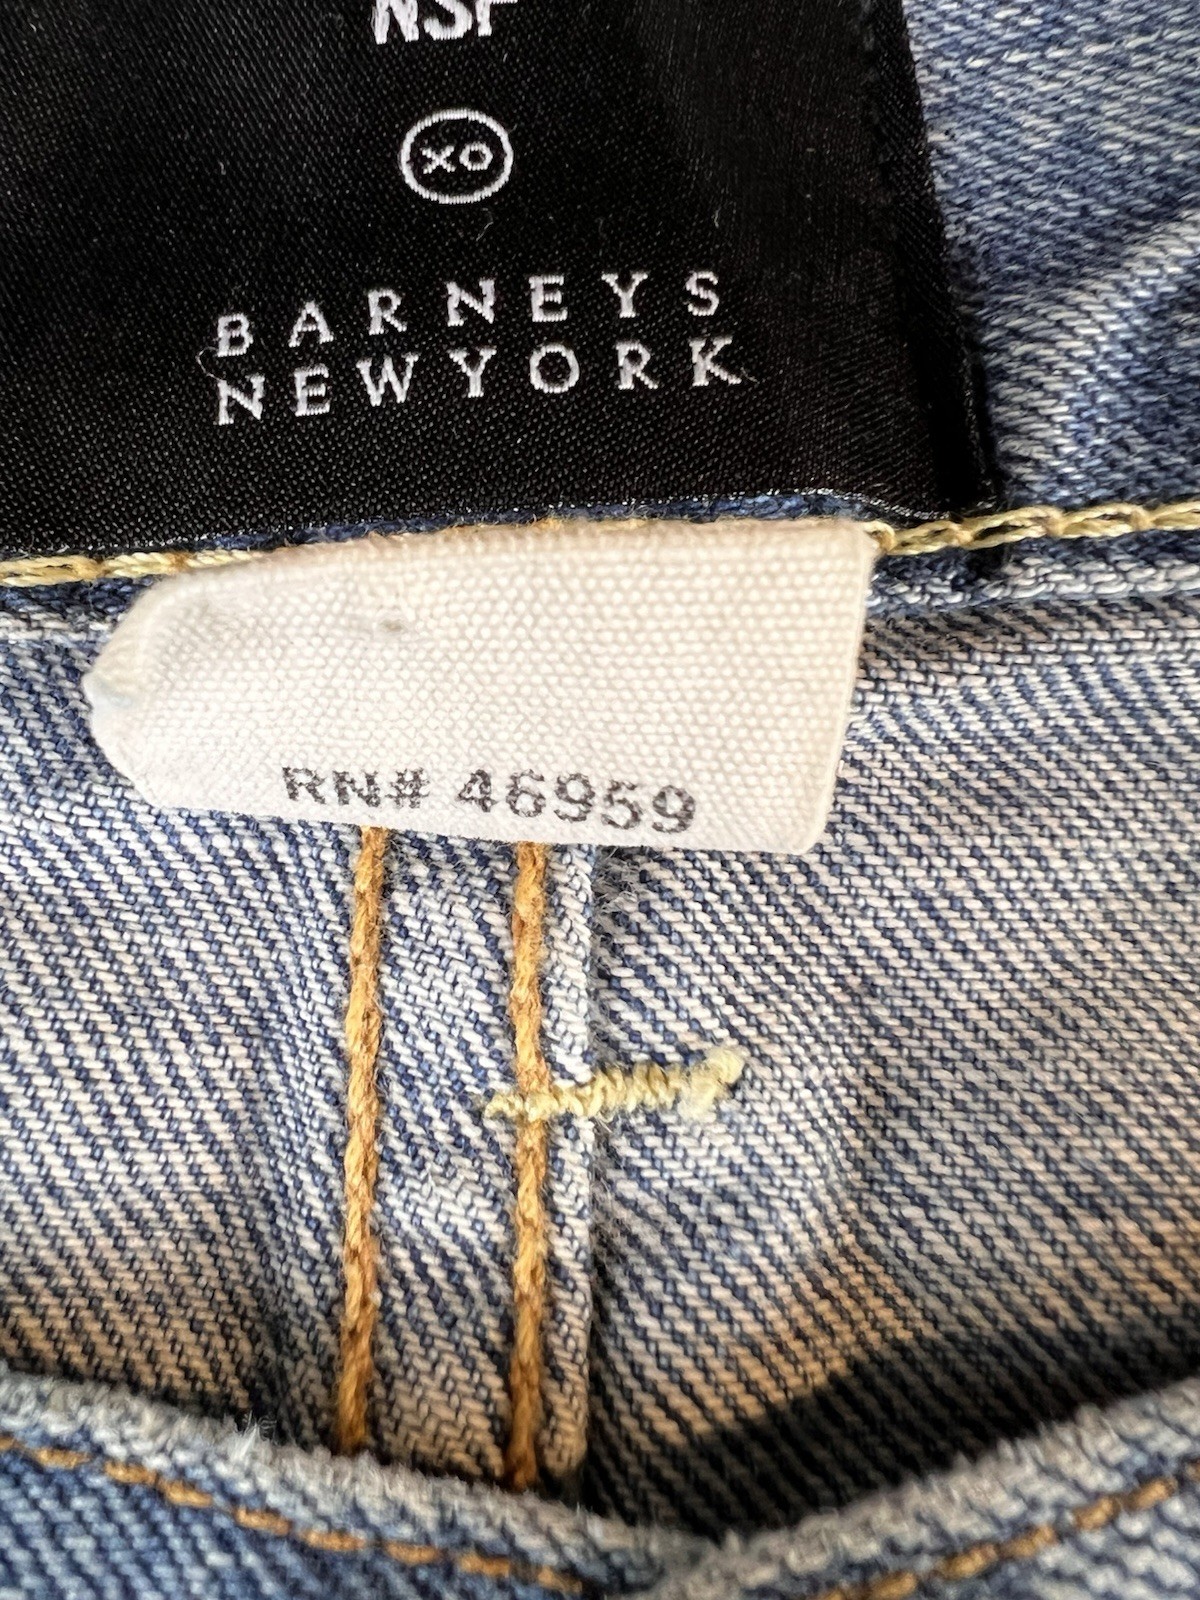 NSF
XO
BARNEYS
NEW YORK
RN# 46959